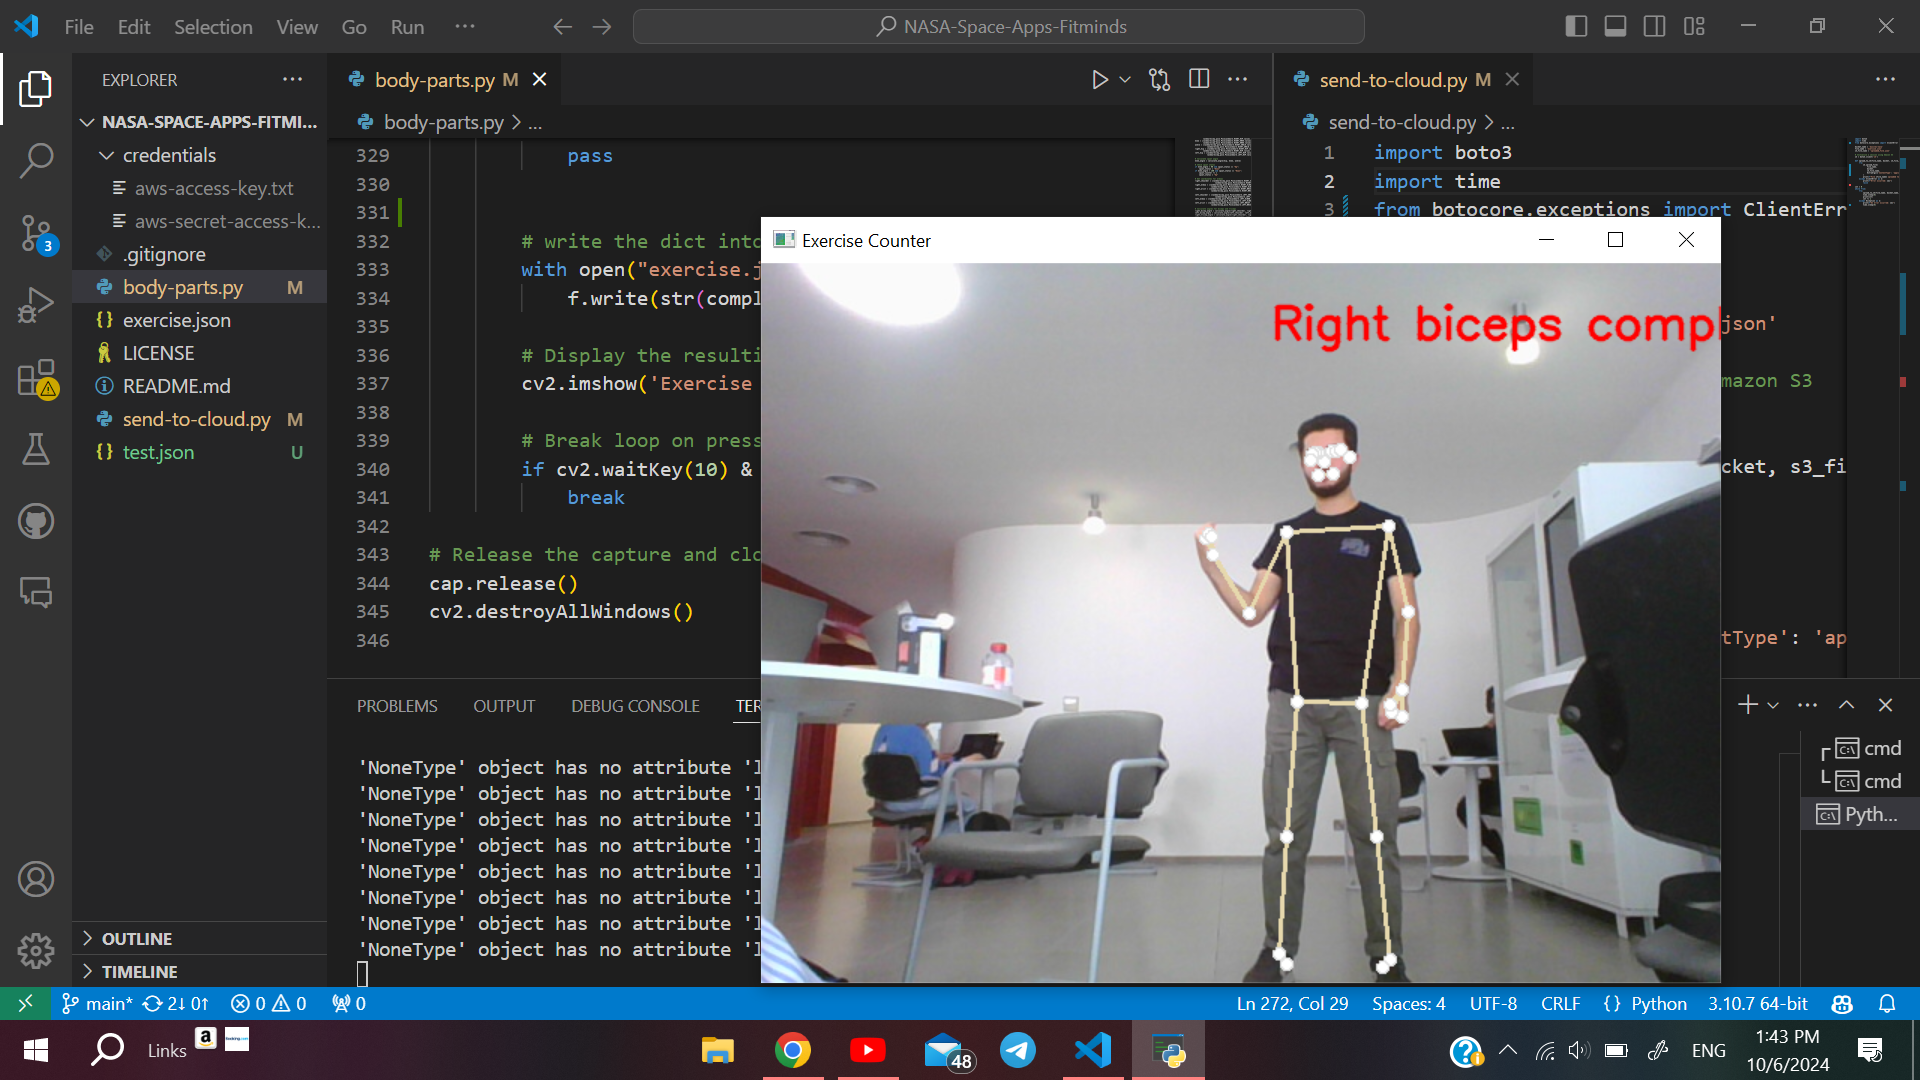 File Edit Selection View Go Run ···
NASA-Space-Apps-Fitminds
EXPLORER ···
NASA-SPACE-APPS-FITMI...
credentials
aws-access-key.txt
aws-secret-access-k...
.gitignore
body-parts.py M
exercise.json
LICENSE
README.md
send-to-cloud.py M
test.json U
3
OUTLINE
TIMELINE
body-parts.py M
body-parts.py > ...
329 pass
330
331
332 # write the dict into
333 with open("exercise.j
334 f.write(str(compl
335
336 # Display the resulti
337 cv2.imshow('Exercise
338
339 # Break loop on press
340 if cv2.waitKey(10) &
341 break
342
343 # Release the capture and clo
344 cap.release()
345 cv2.destroyAllWindows()
346
send-to-cloud.py M
send-to-cloud.py > ...
1 import boto3
2 import time
3 from botocore.exceptions import ClientErr
json'
mazon S3
cket, s3_fi
tType': 'ap
Exercise Counter
Right biceps compl
PROBLEMS OUTPUT DEBUG CONSOLE TER
'NoneType' object has no attribute 'l
'NoneType' object has no attribute 'l
'NoneType' object has no attribute 'l
'NoneType' object has no attribute 'l
'NoneType' object has no attribute 'l
'NoneType' object has no attribute 'l
'NoneType' object has no attribute 'l
'NoneType' object has no attribute 'l
cmd
cmd
Pyth...
main* 2↓ 0↑ 0 0 0
Ln 272, Col 29 Spaces: 4 UTF-8 CRLF {} Python 3.10.7 64-bit
Links a 48 ENG
1:43 PM
10/6/2024